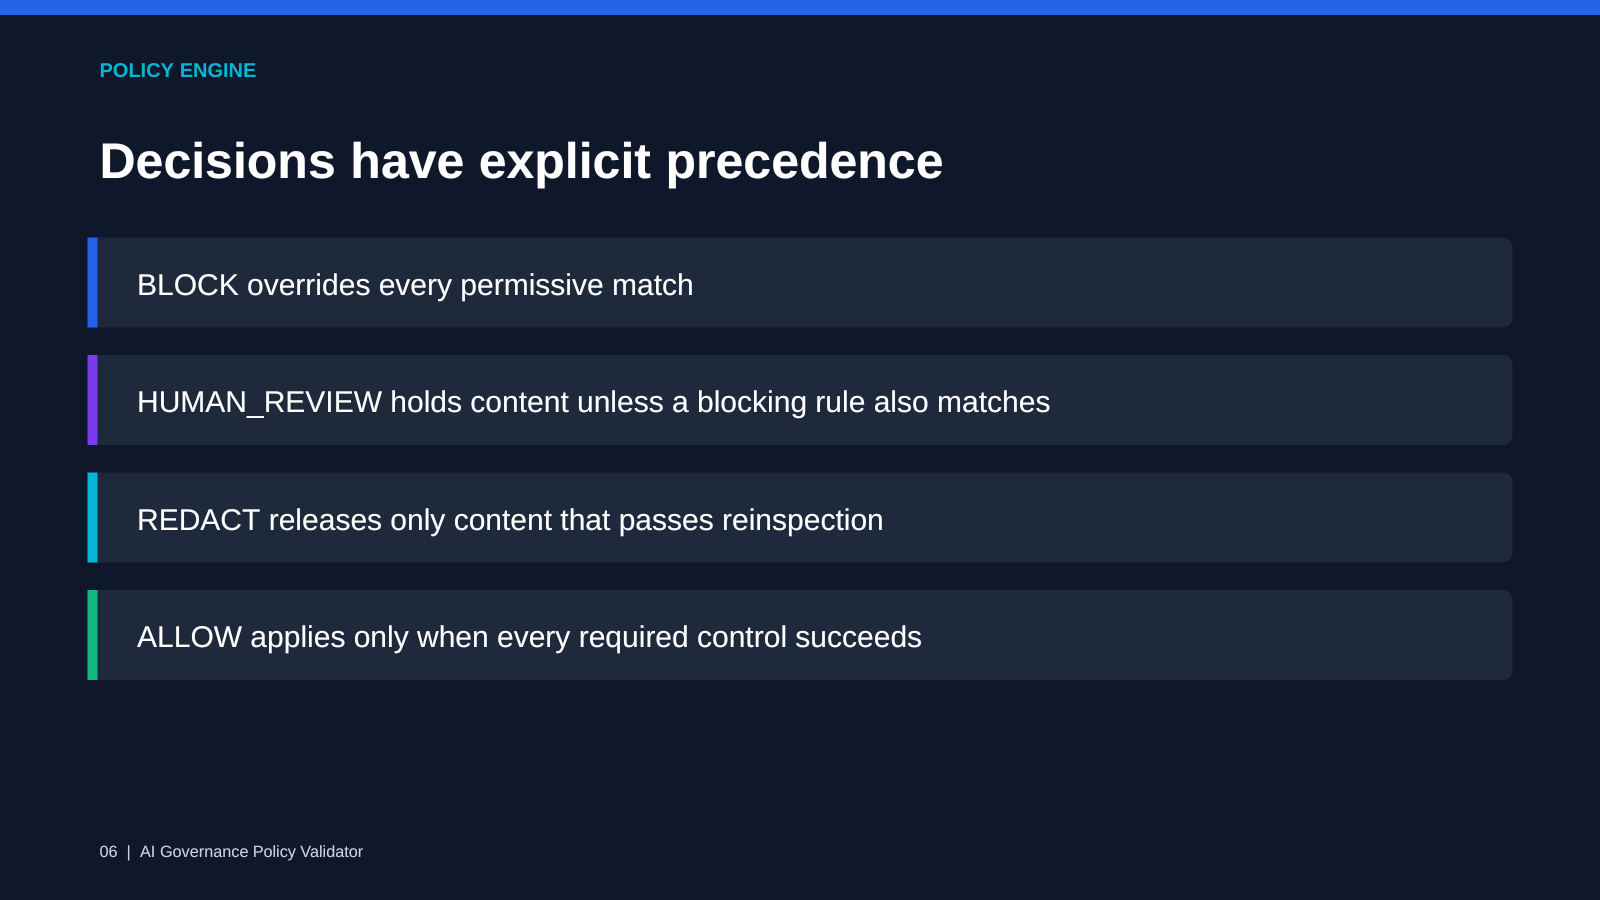 POLICY ENGINE
Decisions have explicit precedence
BLOCK overrides every permissive match
HUMAN_REVIEW holds content unless a blocking rule also matches
REDACT releases only content that passes reinspection
ALLOW applies only when every required control succeeds
06 | AI Governance Policy Validator